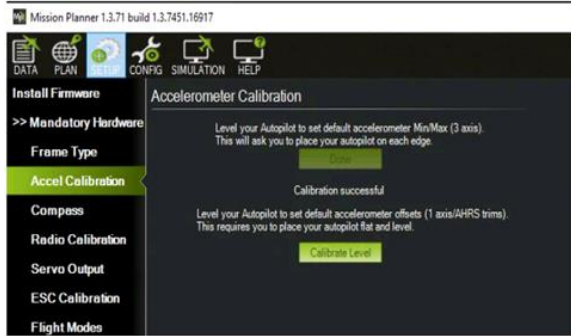 Mission Planner 1.3.71 build 1.3.7451.16917
DATA PLAN SETUP CONFIG SIMULATION HELP
Install Firmware
>> Mandatory Hardware
Frame Type
Accel Calibration
Compass
Radio Calibration
Servo Output
ESC Calibration
Flight Modes
Accelerometer Calibration
Level your Autopilot to set default accelerometer Min/Max (3 axis).
This will ask you to place your autopilot on each edge.
Done
Calibration successful
Level your Autopilot to set default accelerometer offsets (1 axis/AHRS trims).
This requires you to place your autopilot flat and level.
Calibrate Level